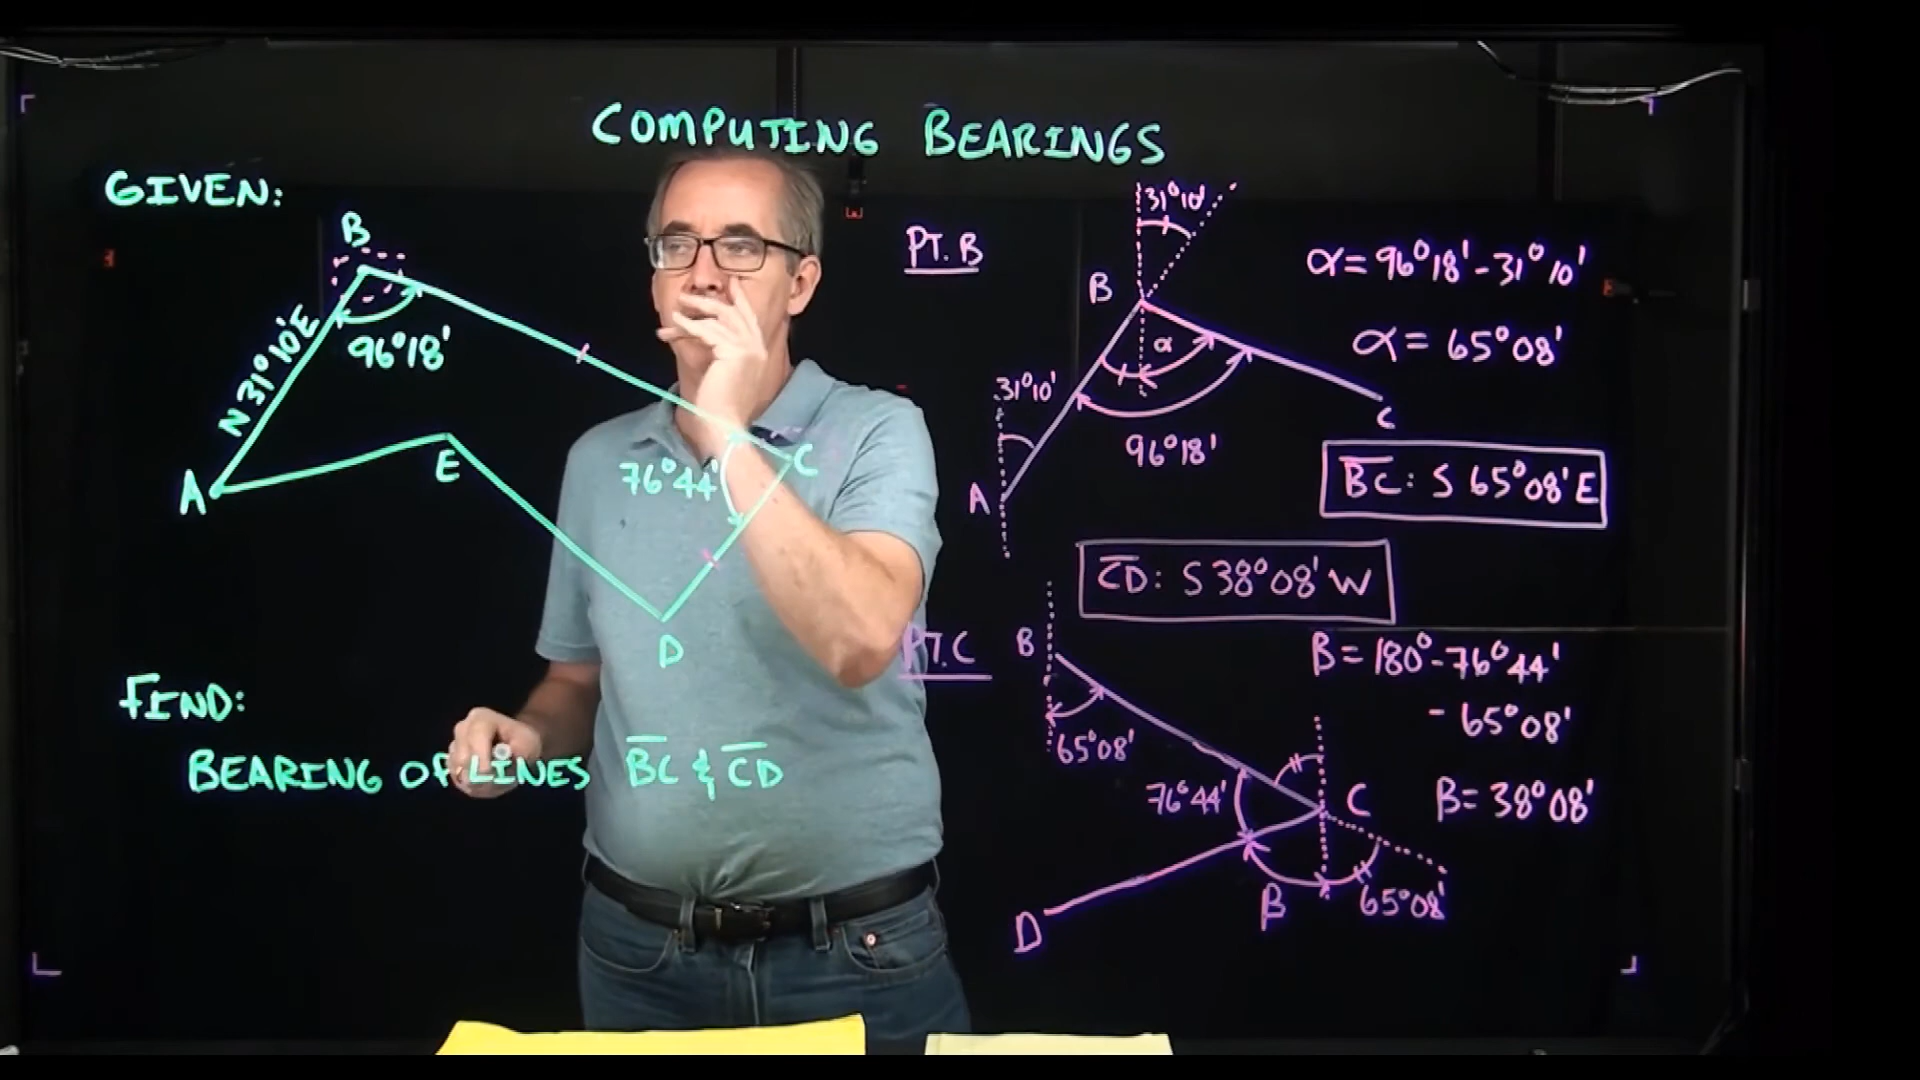 COMPUTING BEARINGS
GIVEN:
B
N 31°10'E
96°18'
A
E
76°44'
C
D
FIND:
BEARING OF LINES BC & CD
PT. B
31°10'
B
α
31°10'
96°18'
A
C
α = 96°18' - 31°10'
α = 65°08'
BC: S 65°08' E
CD: S 38°08' W
PT. C
B
65°08'
76°44'
C
D
β
65°08'
β = 180° - 76°44'
- 65°08'
β = 38°08'